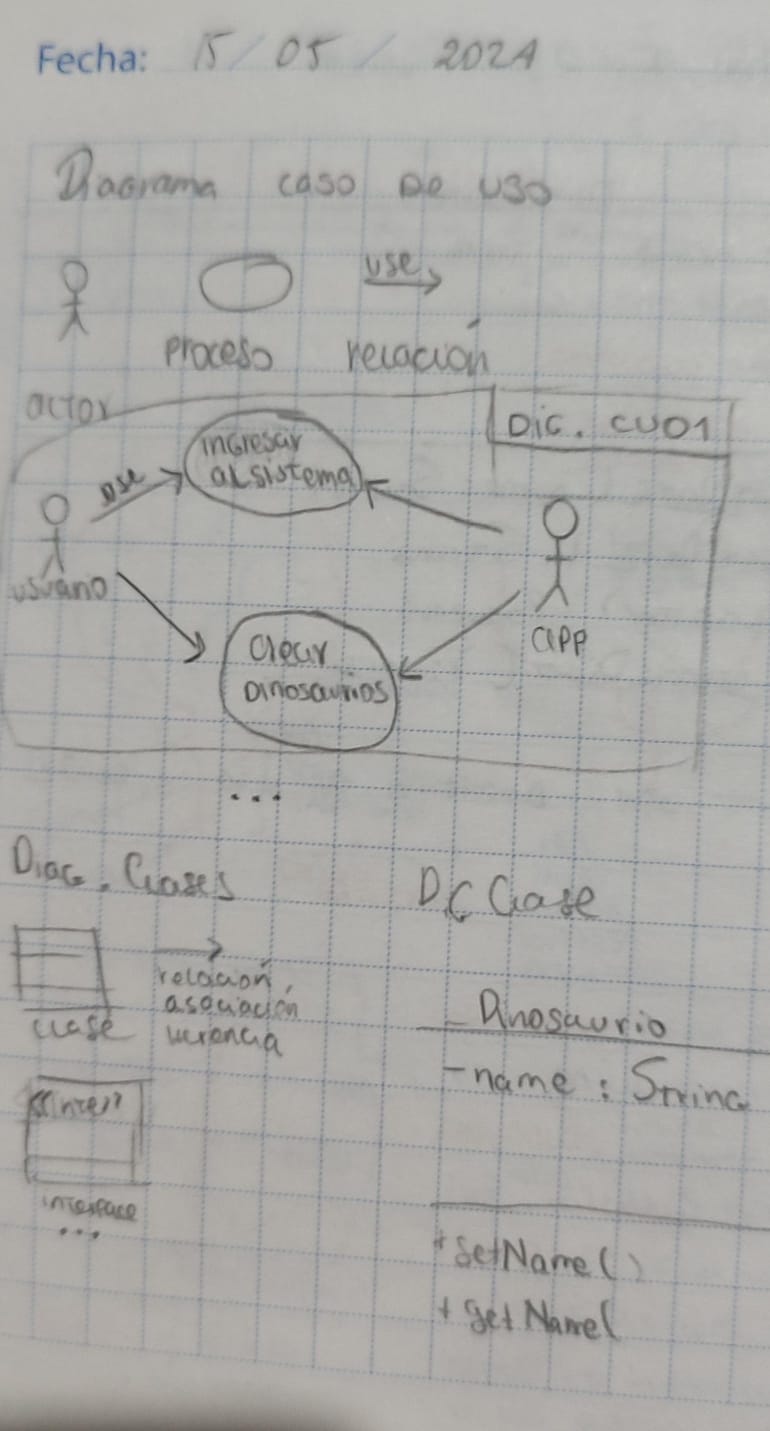 Fecha: 15 / 05 / 2024
Diagrama caso De uso
use
proceso relación
actor
Dic. CU01
ingresar
al sistema
use
usuario
app
crear
Dinosaurios
...
Diag. Clases
DC Clase
relación,
asociación
herencia
clase
Dinosaurio
- name : String
<<inter>>
interface
...
+ setName()
+ getName(